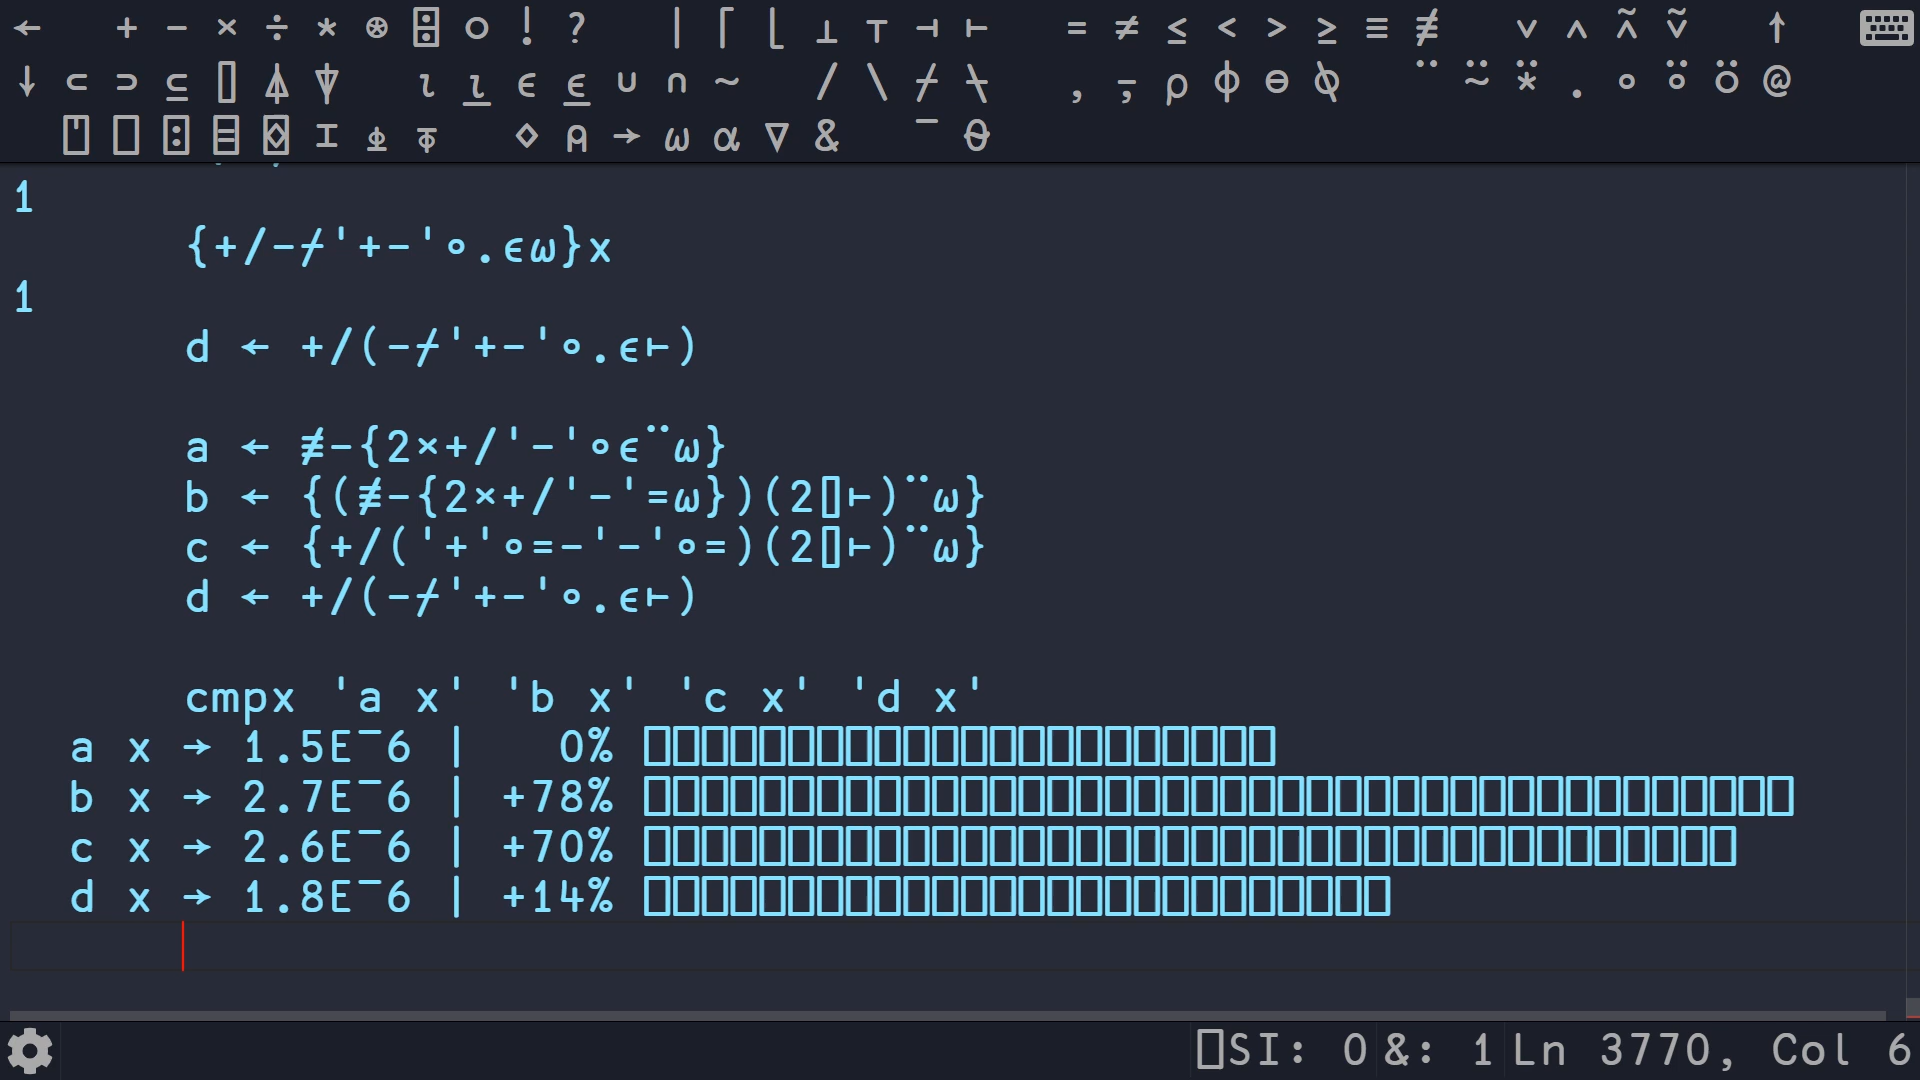 ← + - × ÷ * ⍟ ⌹ ○ ! ? | ⌈ ⌊ ⊥ ⊤ ⊣ ⊢ = ≠ ≤ < > ≥ ≡ ≢ ∨ ∧ ⍲ ⍱ ↑
↓ ⊂ ⊃ ⊆ ⌷ ⍋ ⍒ ⍳ ⍸ ∊ ⍷ ∪ ∩ ~ / \ ⌿ ⍀ , ⍪ ⍴ ⌽ ⊖ ⍉ ¨ ⍨ ⍣ . ∘ ⍤ ⍥ @
⍞ ⎕ ⍠ ⌸ ⌺ ⌶ ⍎ ⍕ ⋄ ⍝ → ⍵ ⍺ ∇ & ¯ ⍬
1
{+/-⌿'+-'∘.∊⍵}x
1
d ← +/(-⌿'+-'∘.∊⊢)
a ← ≢-{2×+/'-'∘∊¨⍵}
b ← {(≢-{2×+/'-'=⍵})(2⌷⊢)¨⍵}
c ← {+/('+'∘=-'-'∘=)(2⌷⊢)¨⍵}
d ← +/(-⌿'+-'∘.∊⊢)
cmpx 'a x' 'b x' 'c x' 'd x'
a x → 1.5E¯6 | 0% ⎕⎕⎕⎕⎕⎕⎕⎕⎕⎕⎕⎕⎕⎕⎕⎕⎕⎕⎕⎕⎕⎕
b x → 2.7E¯6 | +78% ⎕⎕⎕⎕⎕⎕⎕⎕⎕⎕⎕⎕⎕⎕⎕⎕⎕⎕⎕⎕⎕⎕⎕⎕⎕⎕⎕⎕⎕⎕⎕⎕⎕⎕⎕⎕⎕⎕⎕⎕
c x → 2.6E¯6 | +70% ⎕⎕⎕⎕⎕⎕⎕⎕⎕⎕⎕⎕⎕⎕⎕⎕⎕⎕⎕⎕⎕⎕⎕⎕⎕⎕⎕⎕⎕⎕⎕⎕⎕⎕⎕⎕⎕⎕
d x → 1.8E¯6 | +14% ⎕⎕⎕⎕⎕⎕⎕⎕⎕⎕⎕⎕⎕⎕⎕⎕⎕⎕⎕⎕⎕⎕⎕⎕⎕⎕
⎕SI: 0 &: 1 Ln 3770, Col 6